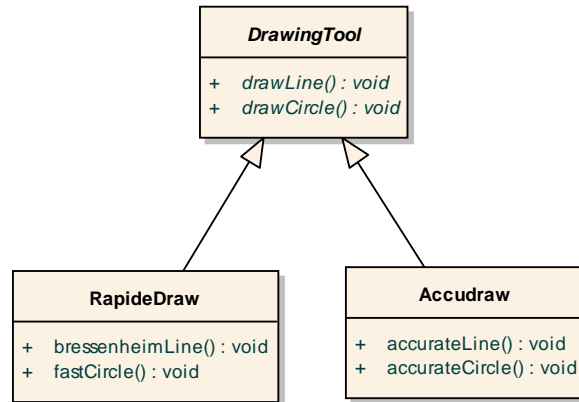 DrawingTool
+ drawLine() : void
+ drawCircle() : void
RapideDraw
+ bressenheimLine() : void
+ fastCircle() : void
Accudraw
+ accurateLine() : void
+ accurateCircle() : void